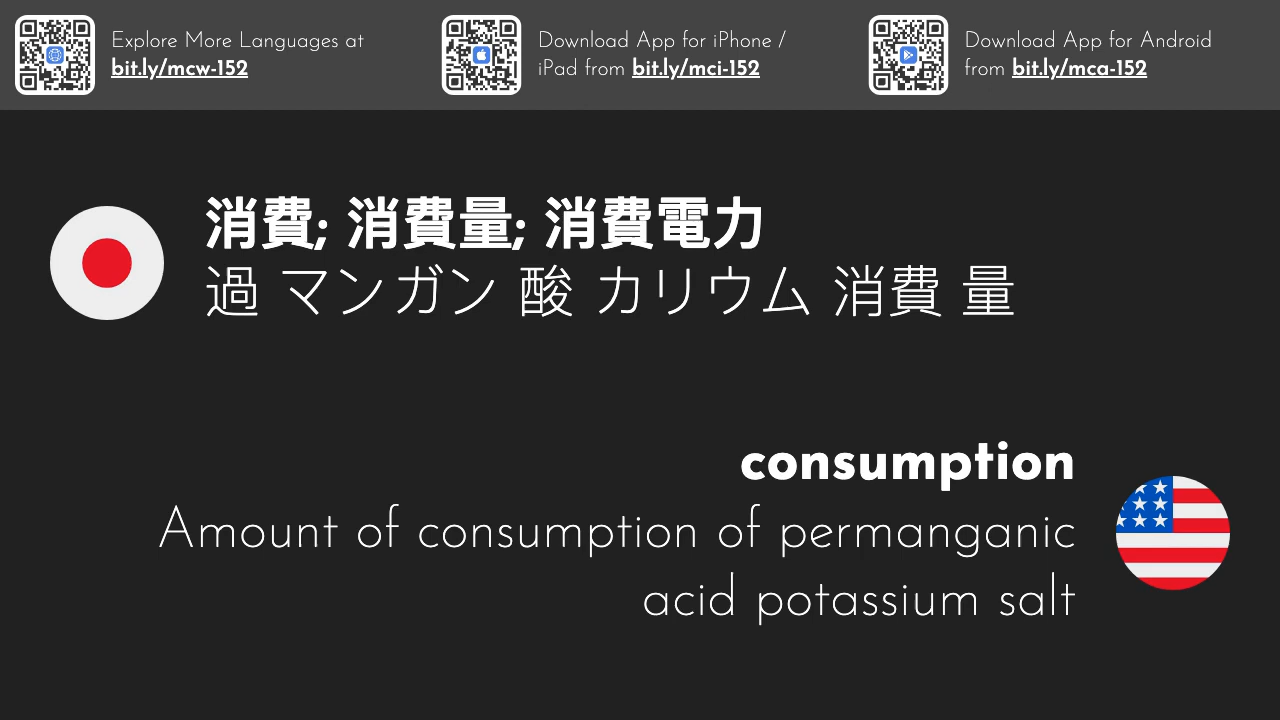 Explore More Languages at
bit.ly/mcw-152
Download App for iPhone /
iPad from bit.ly/mci-152
Download App for Android
from bit.ly/mca-152
消費; 消費量; 消費電力
過 マンガン 酸 カリウム 消費 量
consumption
Amount of consumption of permanganic
acid potassium salt